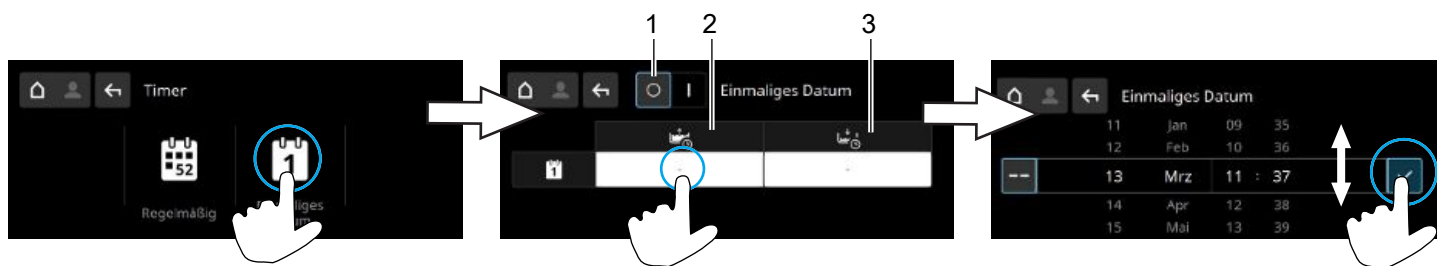 1
2
3
Timer
52
1
Regelmäßig
Einmaliges Datum
1
-
-
Einmaliges Datum
11 Jan 09 35
12 Feb 10 36
-- 13 Mrz 11 : 37
14 Apr 12 38
15 Mai 13 39